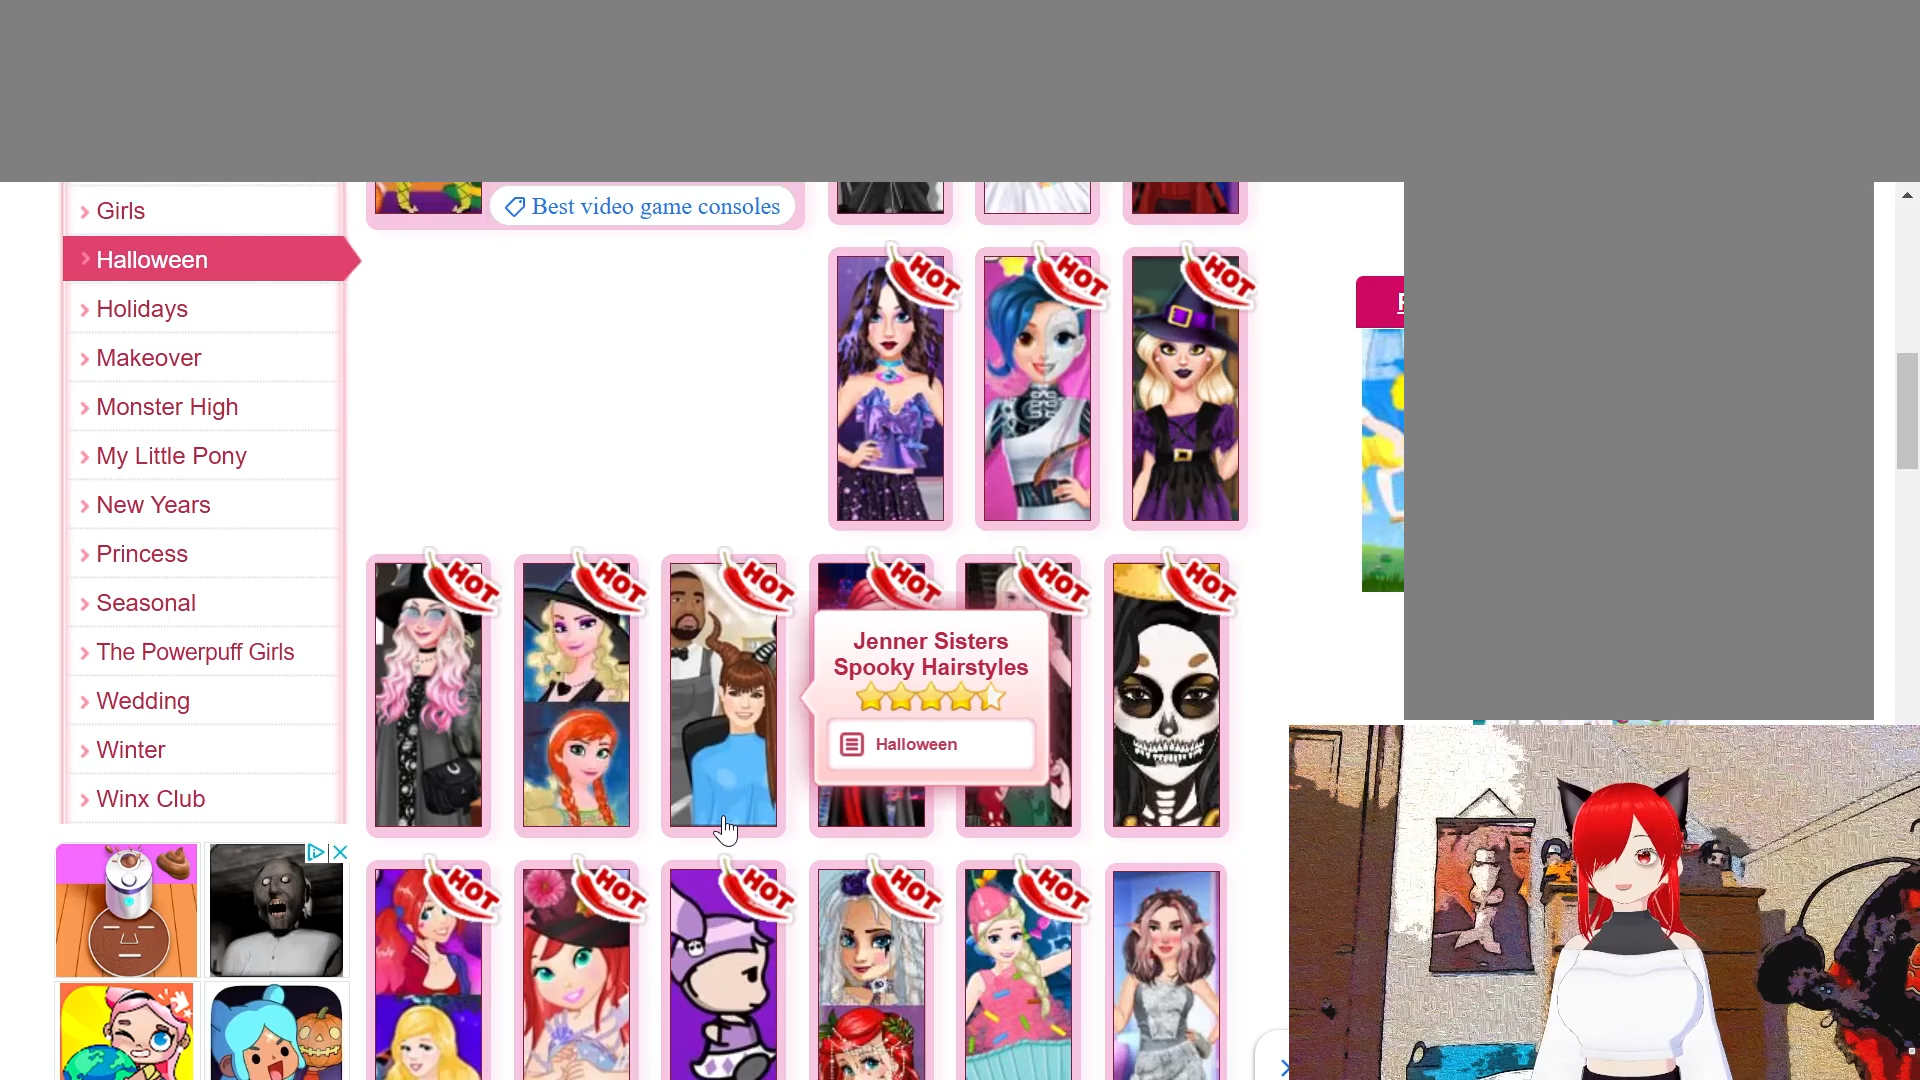 Girls
Best video game consoles
Halloween
Holidays
Makeover
Monster High
My Little Pony
New Years
Princess
Seasonal
The Powerpuff Girls
Wedding
Winter
Winx Club
HOT
HOT
HOT
HOT
HOT
HOT
HOT
HOT
HOT
Jenner Sisters
Spooky Hairstyles
Halloween
HOT
HOT
HOT
HOT
HOT